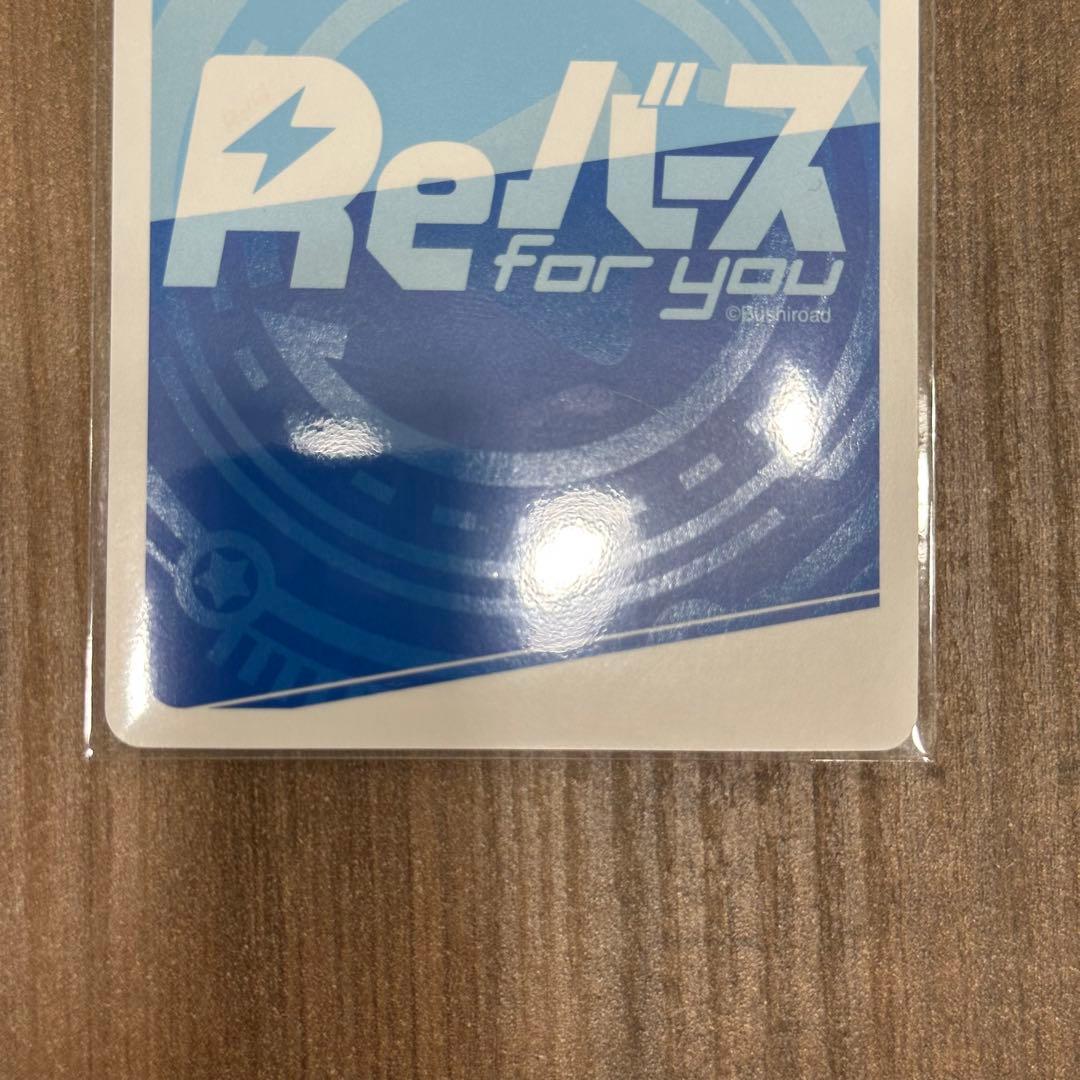 Reバース
for you
©Bushiroad